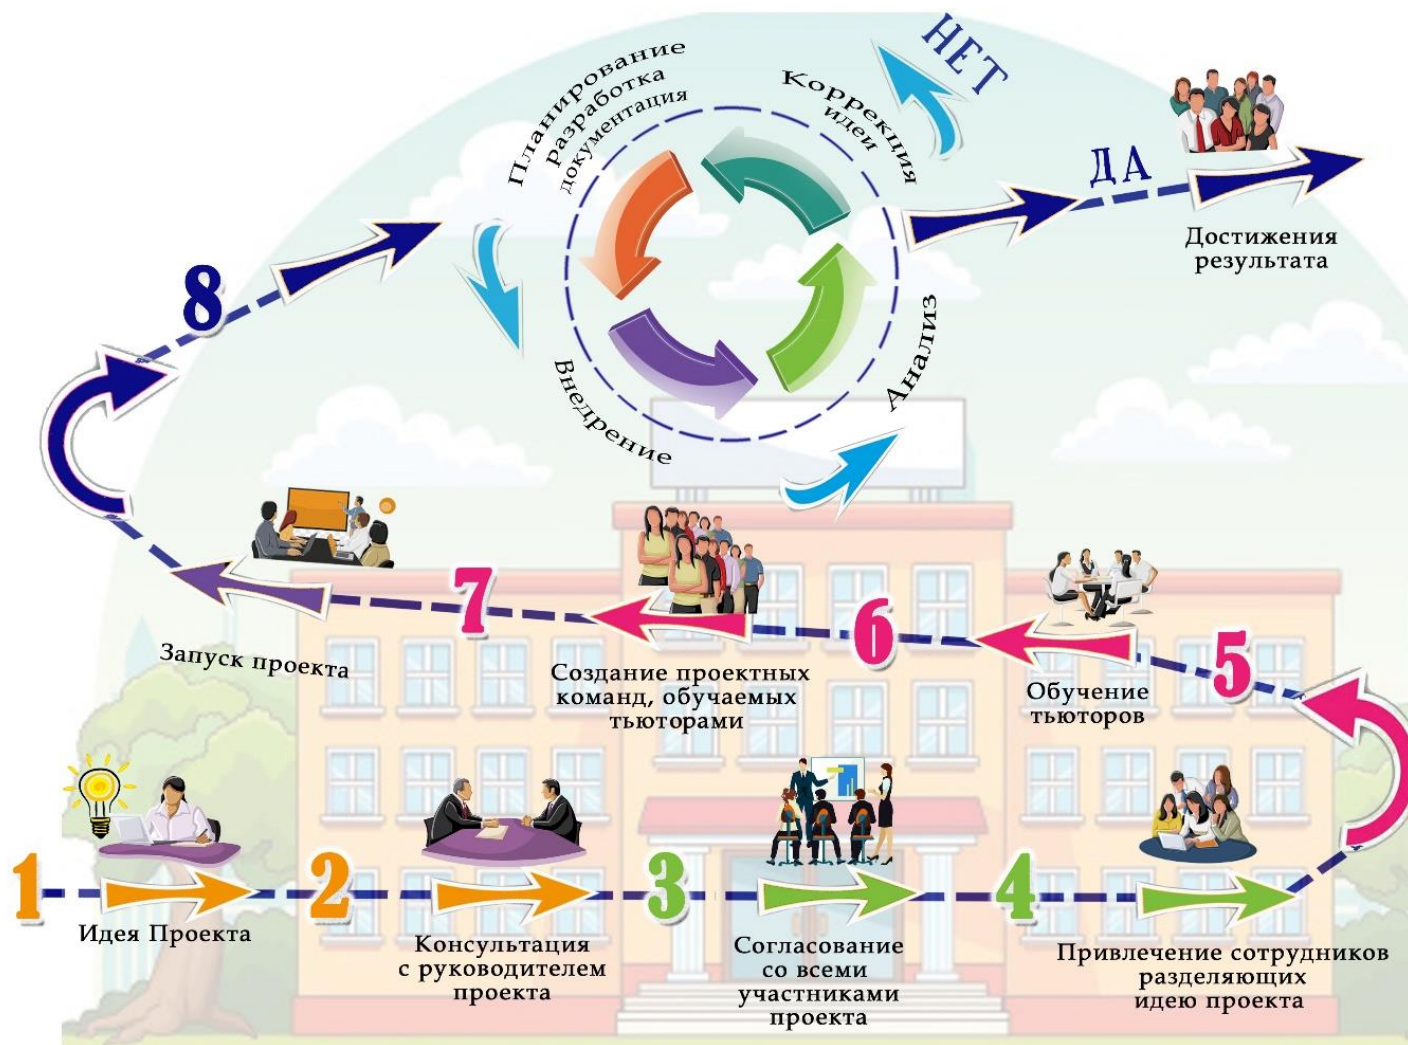 1
Идея Проекта
2
Консультация
с руководителем
проекта
3
Согласование
со всеми
участниками
проекта
4
Привлечение сотрудников
разделяющих
идею проекта
5
Обучение
тьюторов
6
Создание проектных
команд, обучаемых
тьюторами
7
Запуск проекта
8
Планирование
разработка
документация
Внедрение
Анализ
Коррекция
идеи
НЕТ
ДА
Достижения
результата